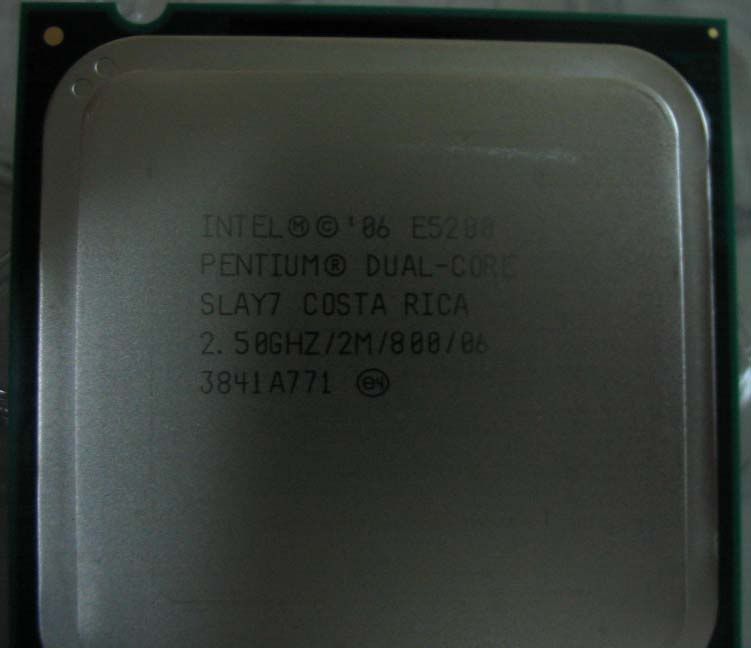 INTEL®©'06 E5200
PENTIUM® DUAL-CORE
SLAY7 COSTA RICA
2.50GHZ/2M/800/06
3841A771 e4